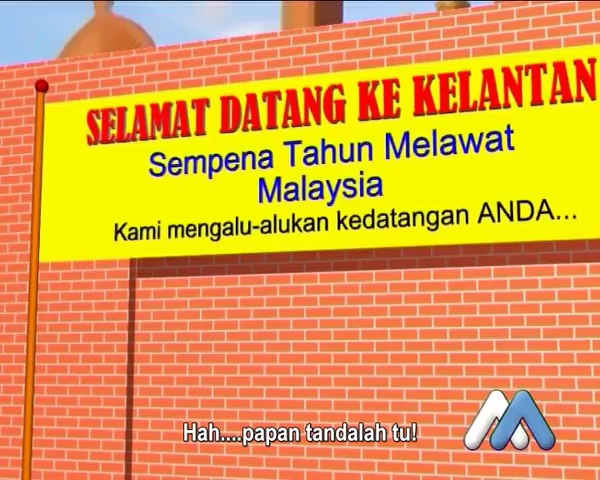 SELAMAT DATANG KE KELANTAN
Sempena Tahun Melawat
Malaysia
Kami mengalu-alukan kedatangan ANDA...
Hah....papan tandalah tu!